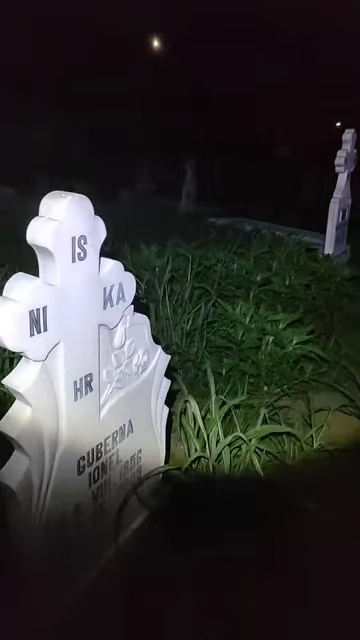 IS
NI KA
HR
GUBERNA
IONEL